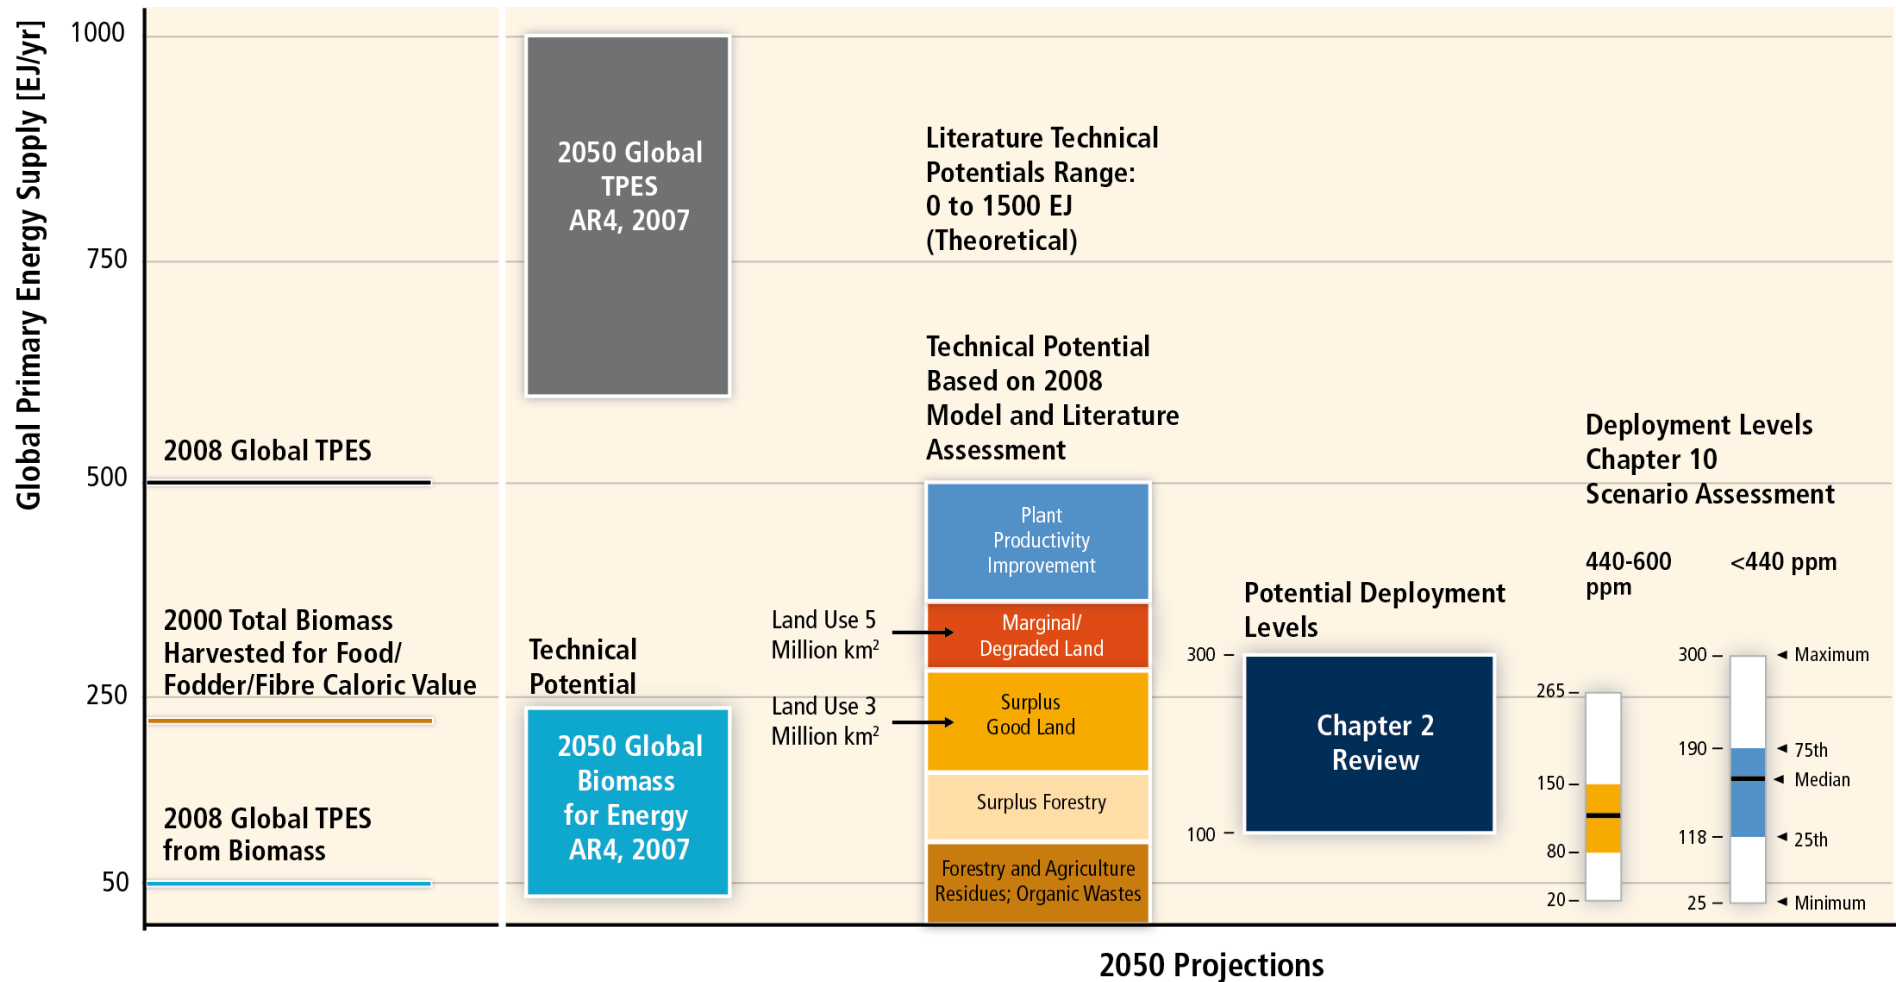 Global Primary Energy Supply [EJ/yr]
1000
750
500
250
50
2008 Global TPES
2000 Total Biomass
Harvested for Food/
Fodder/Fibre Caloric Value
2008 Global TPES
from Biomass
2050 Global
TPES
AR4, 2007
Technical
Potential
2050 Global
Biomass
for Energy
AR4, 2007
Literature Technical
Potentials Range:
0 to 1500 EJ
(Theoretical)
Technical Potential
Based on 2008
Model and Literature
Assessment
Plant
Productivity
Improvement
Land Use 5
Million km²
Marginal/
Degraded Land
Land Use 3
Million km²
Surplus
Good Land
Surplus Forestry
Forestry and Agriculture
Residues; Organic Wastes
Potential Deployment
Levels
300
100
Chapter 2
Review
Deployment Levels
Chapter 10
Scenario Assessment
440-600
ppm
265
150
80
20
<440 ppm
300
190
118
25
Maximum
75th
Median
25th
Minimum
2050 Projections